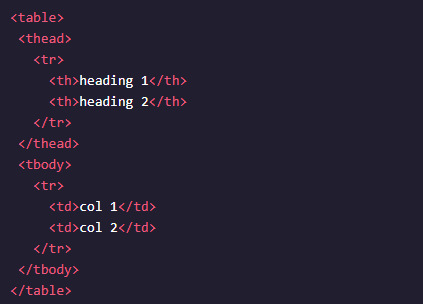 <table>
<thead>
<tr>
<th>heading 1</th>
<th>heading 2</th>
</tr>
</thead>
<tbody>
<tr>
<td>col 1</td>
<td>col 2</td>
</tr>
</tbody>
</table>